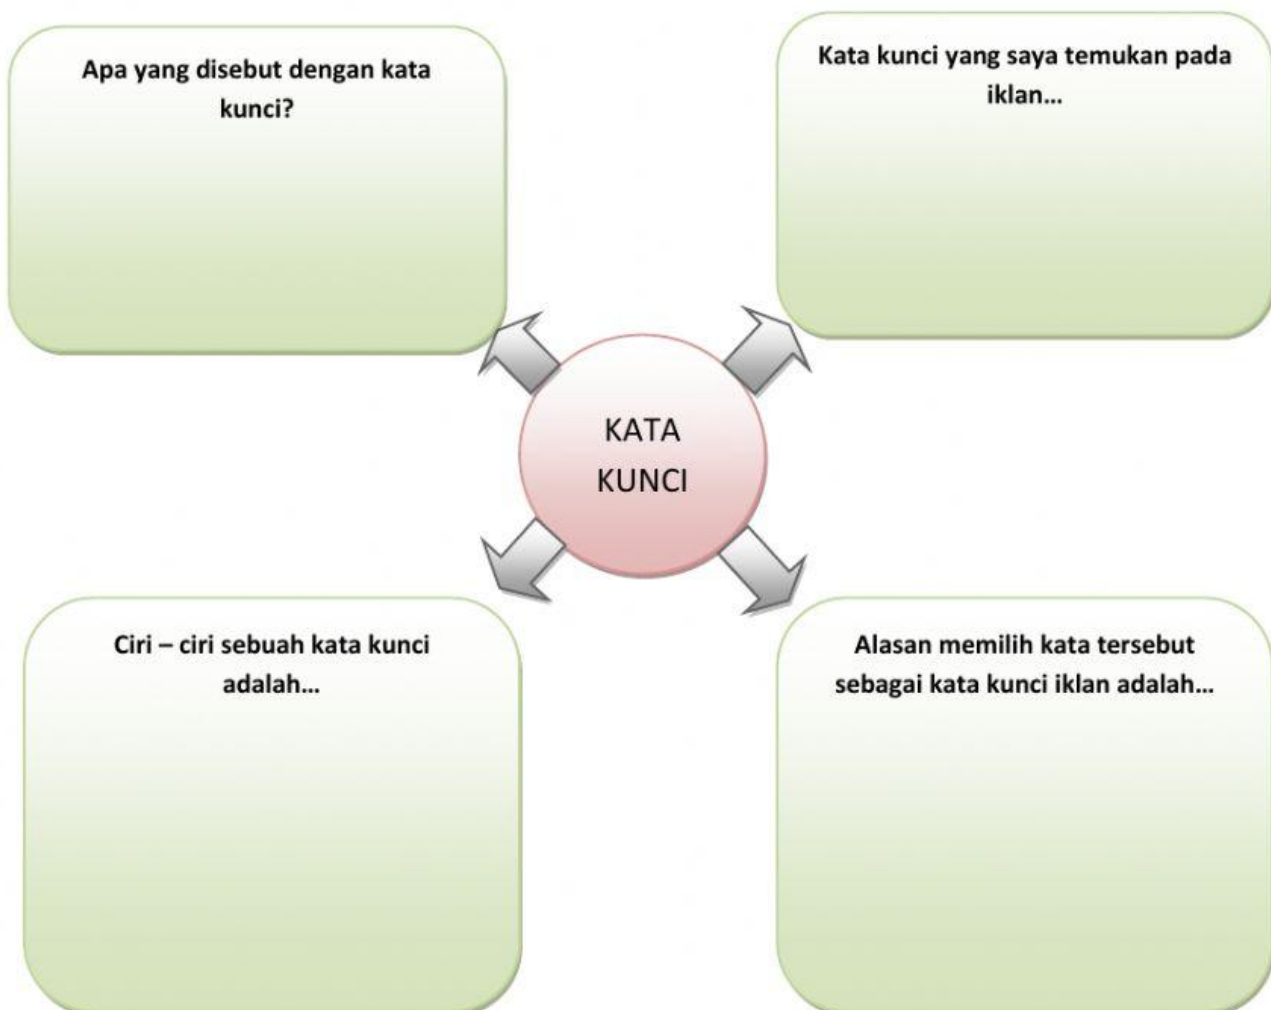 Apa yang disebut dengan kata
kunci?
Kata kunci yang saya temukan pada
iklan...
KATA
KUNCI
Ciri – ciri sebuah kata kunci
adalah...
Alasan memilih kata tersebut
sebagai kata kunci iklan adalah...